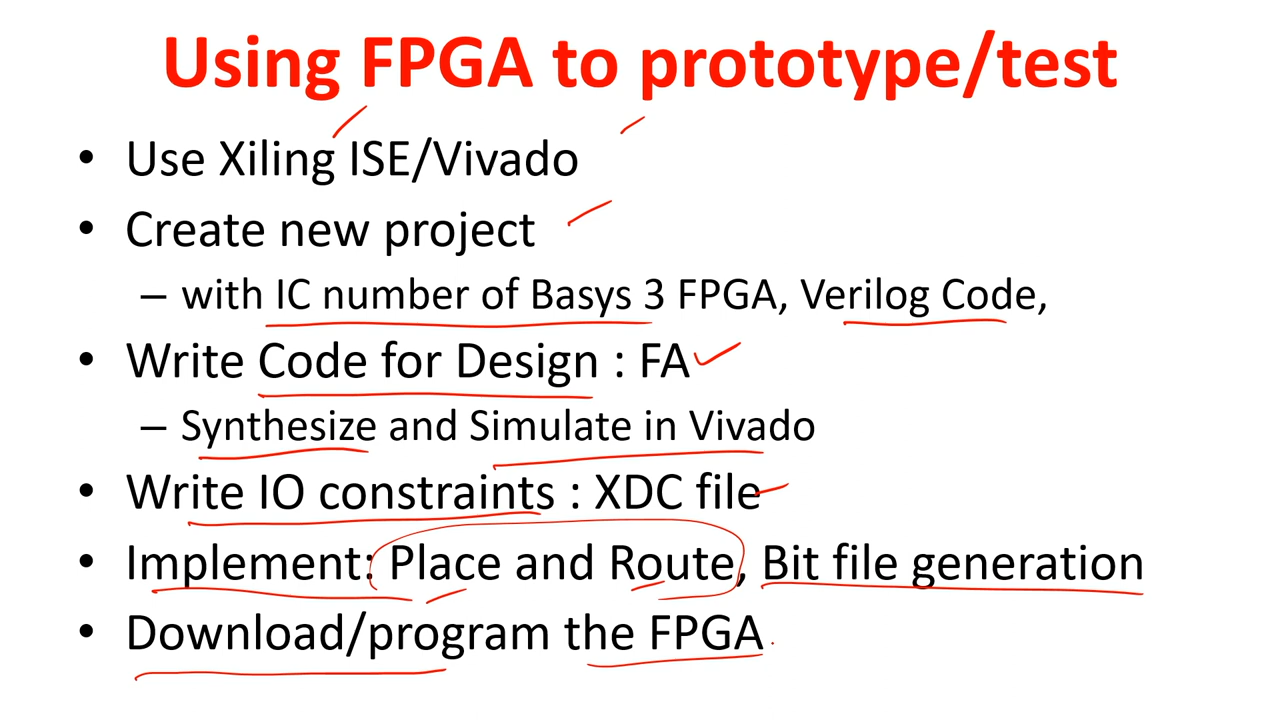 Using FPGA to prototype/test
• Use Xiling ISE/Vivado
• Create new project
– with IC number of Basys 3 FPGA, Verilog Code,
• Write Code for Design : FA
– Synthesize and Simulate in Vivado
• Write IO constraints : XDC file
• Implement: Place and Route, Bit file generation
• Download/program the FPGA